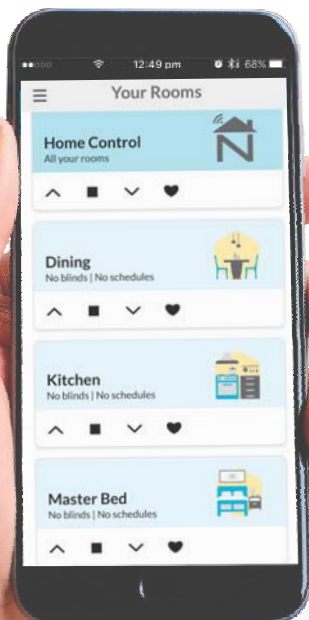 12:49 pm
68%
Your Rooms
Home Control
All your rooms
Dining
No blinds | No schedules
Kitchen
No blinds | No schedules
Master Bed
No blinds | No schedules